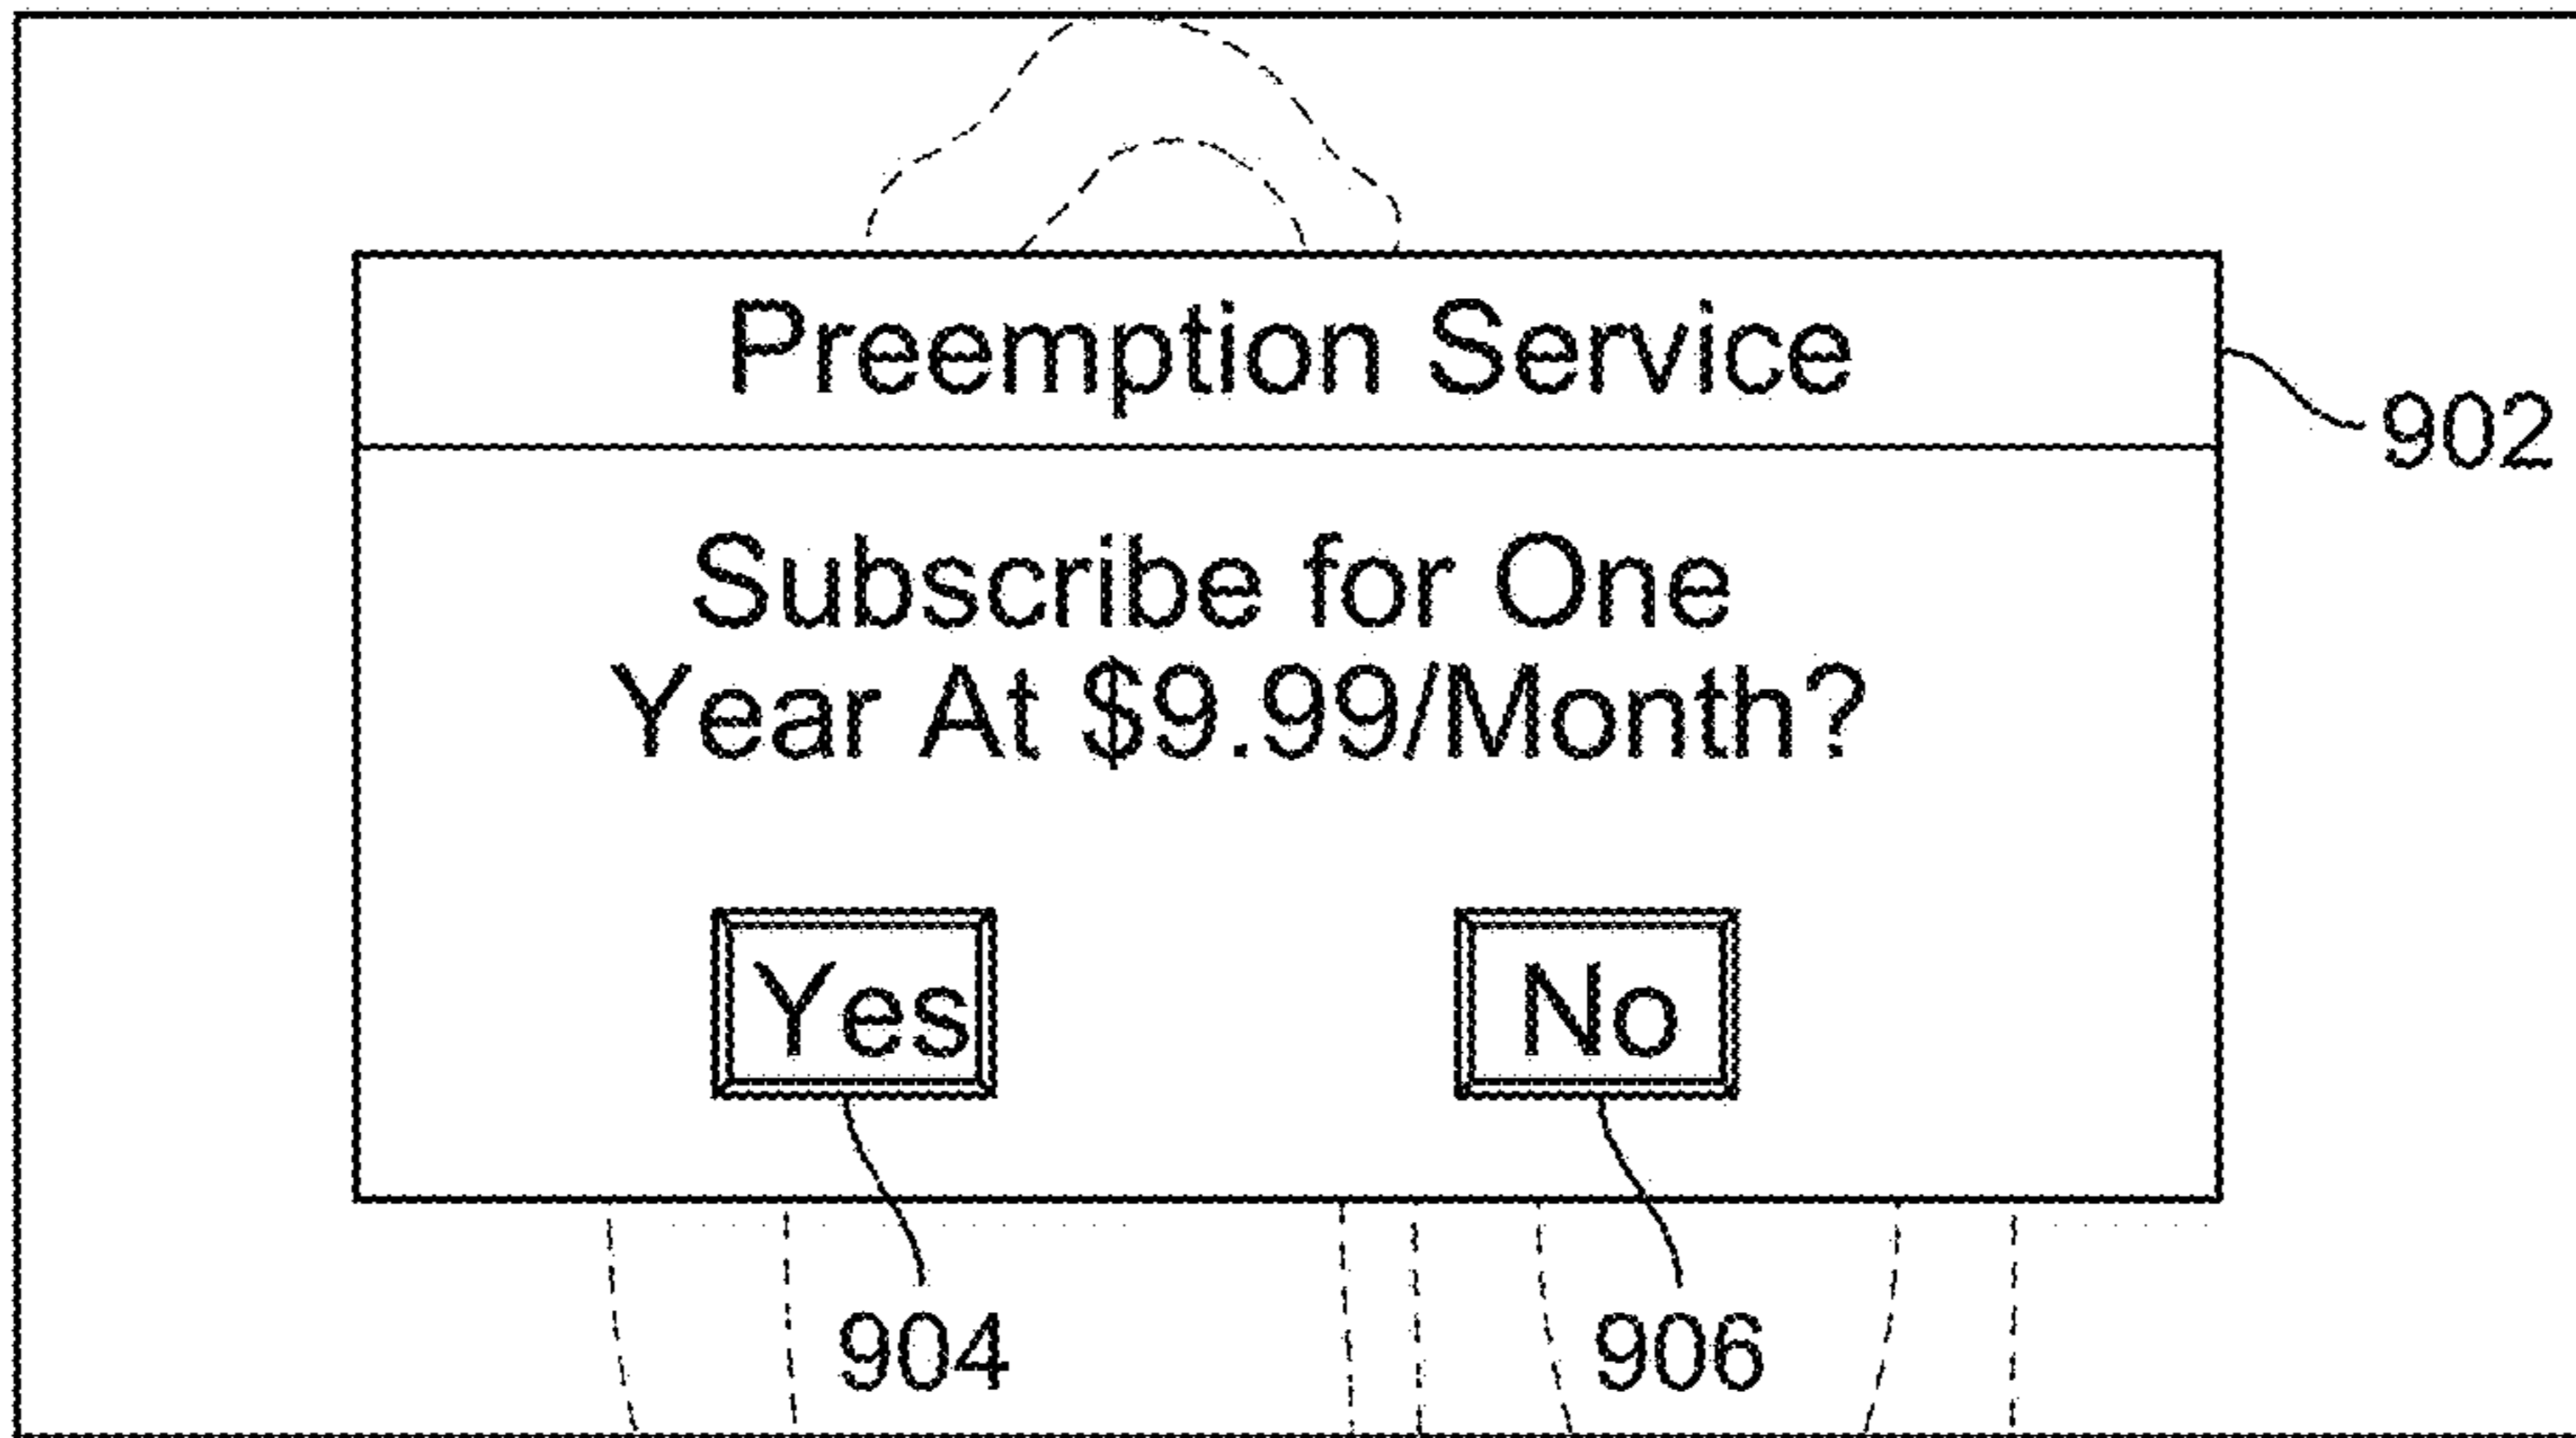 Preemption Service
902
Subscribe for One
Year At $9.99/Month?
Yes No
904 906